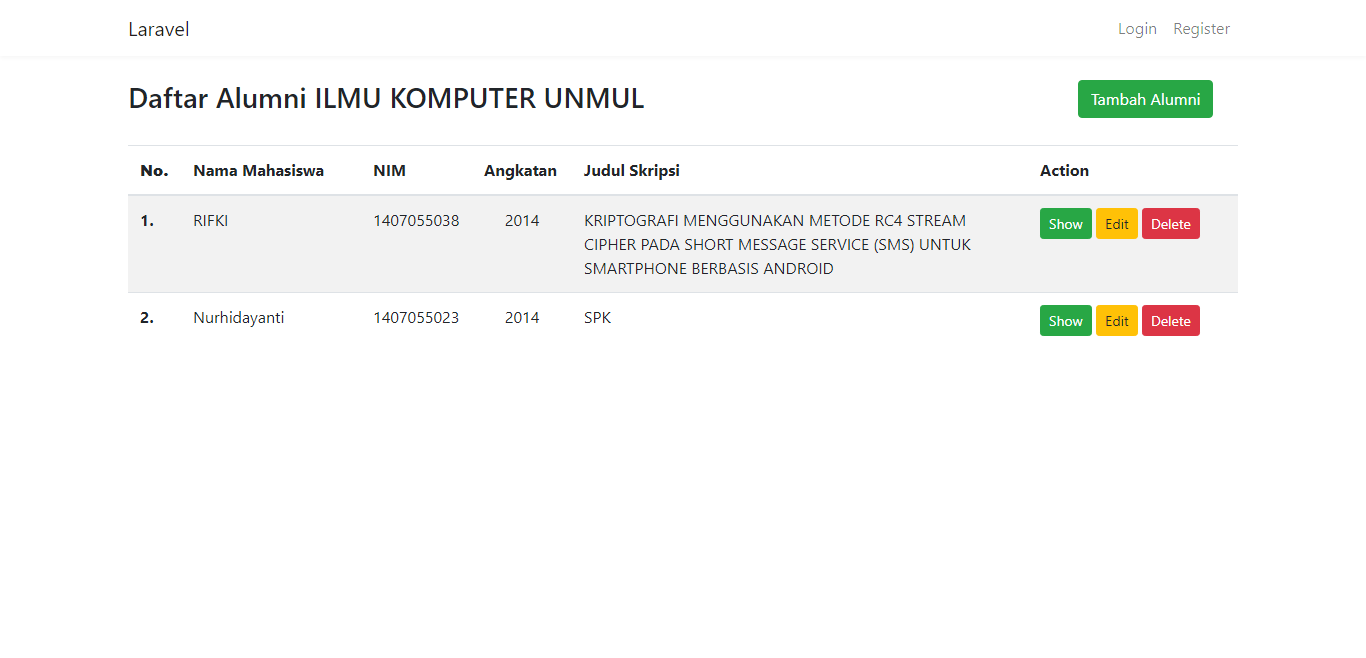 Laravel Login Register
Daftar Alumni ILMU KOMPUTER UNMUL Tambah Alumni
No. Nama Mahasiswa NIM Angkatan Judul Skripsi Action
1. RIFKI 1407055038 2014 KRIPTOGRAFI MENGGUNAKAN METODE RC4 STREAM Show Edit Delete
CIPHER PADA SHORT MESSAGE SERVICE (SMS) UNTUK
SMARTPHONE BERBASIS ANDROID
2. Nurhidayanti 1407055023 2014 SPK Show Edit Delete